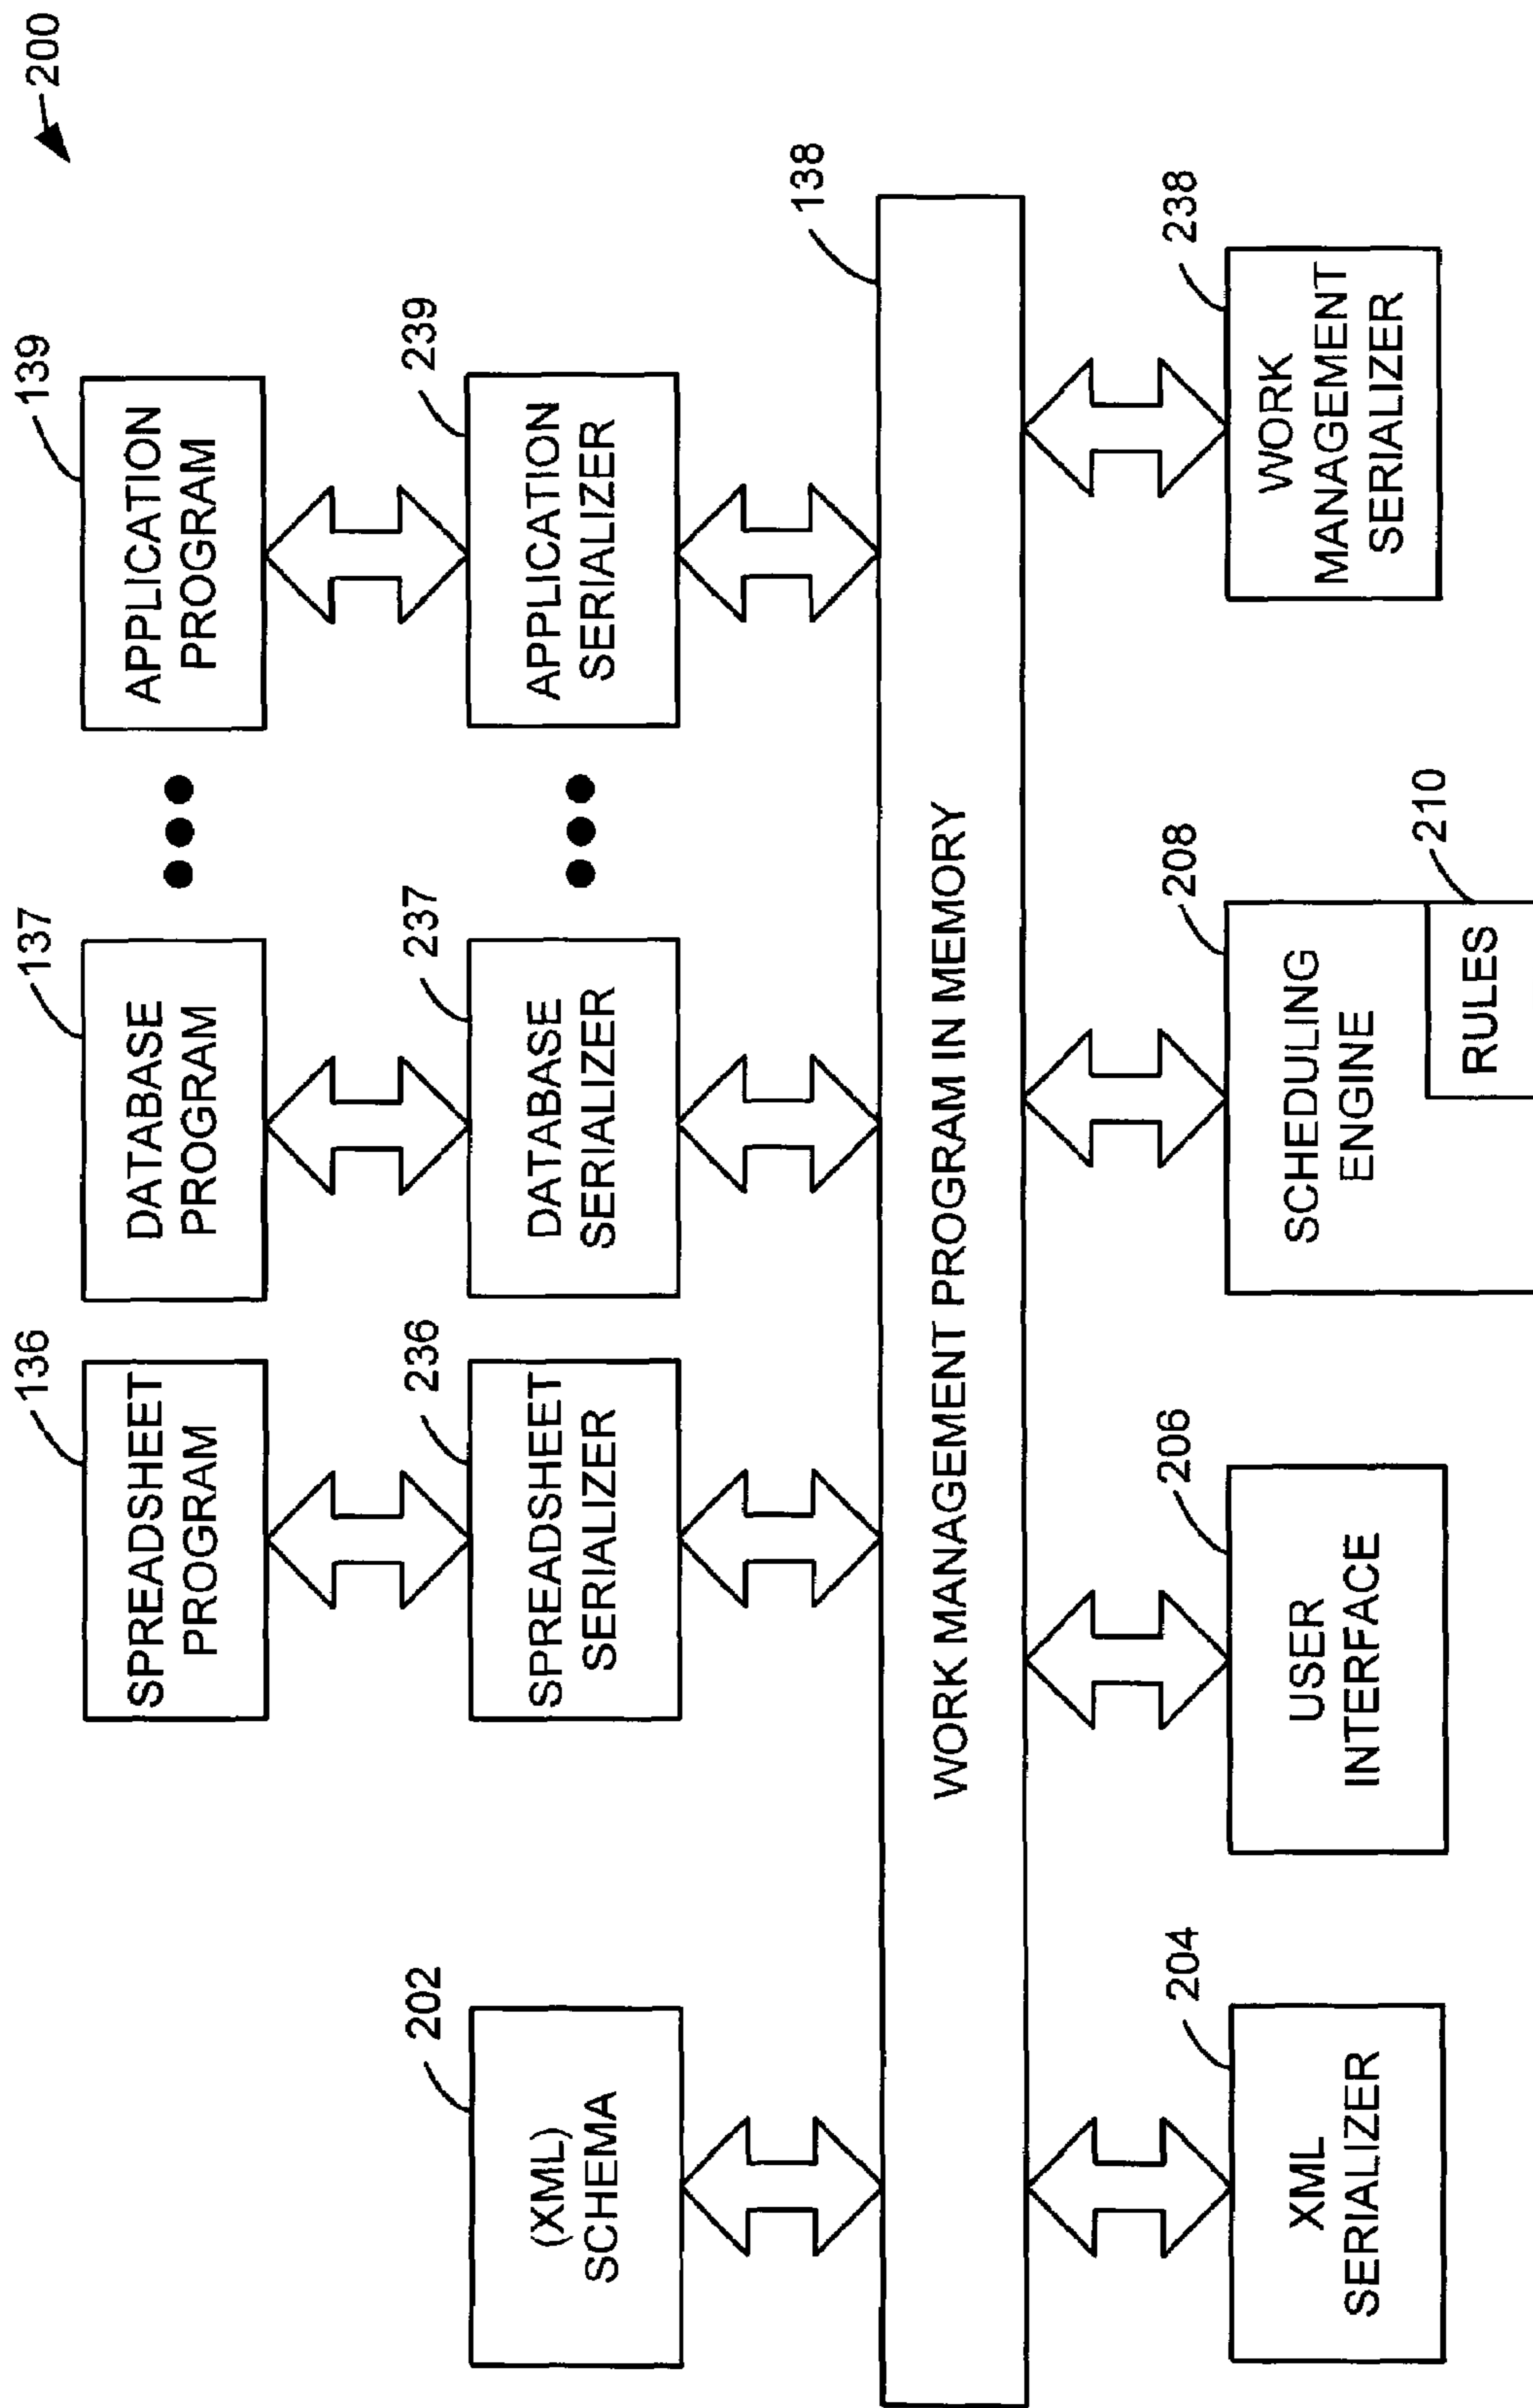 200
136
SPREADSHEET
PROGRAM
137
DATABASE
PROGRAM
139
APPLICATION
PROGRAM
202
(XML)
SCHEMA
236
SPREADSHEET
SERIALIZER
237
DATABASE
SERIALIZER
239
APPLICATION
SERIALIZER
138
WORK MANAGEMENT PROGRAM IN MEMORY
204
XML
SERIALIZER
206
USER
INTERFACE
208
SCHEDULING
ENGINE
210
RULES
238
WORK
MANAGEMENT
SERIALIZER